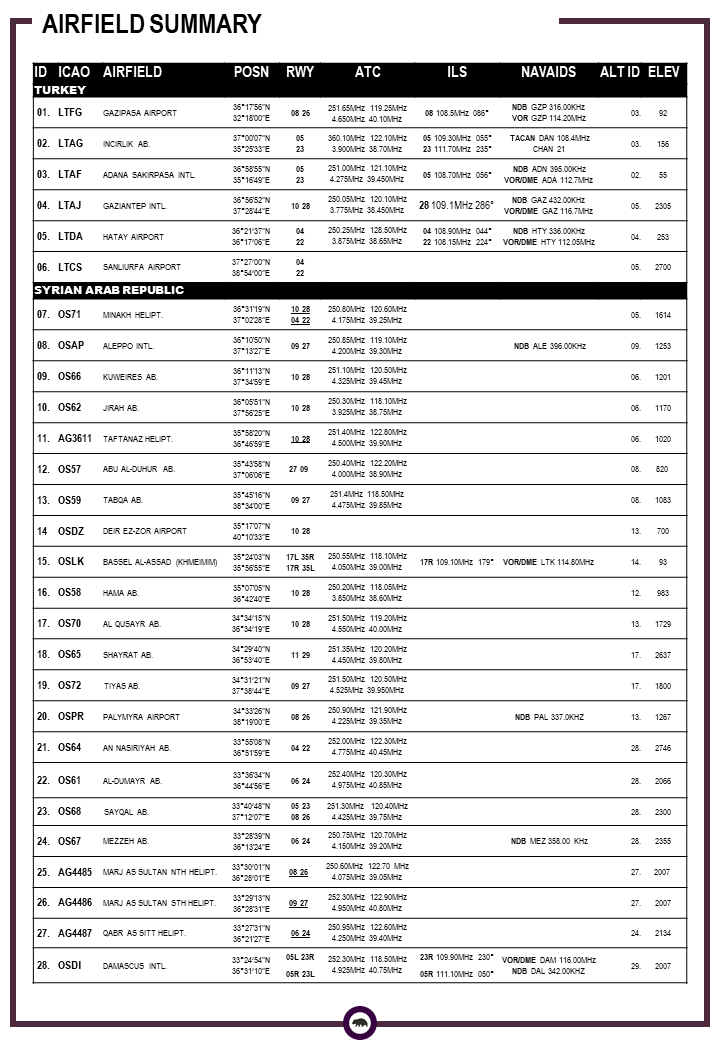 AIRFIELD SUMMARY
ID ICAO AIRFIELD POSN RWY ATC ILS NAVAIDS ALT ID ELEV
TURKEY
01. LTFG GAZIPASA AIRPORT 36°17'56"N 32°18'00"E 08 26 251.65MHz 119.25MHz 4.650MHz 40.10MHz 08 108.5MHz 086° NDB GZP 316.00KHz VOR GZP 114.20MHz 03. 92
02. LTAG INCIRLIK AB. 37°00'07"N 35°25'33"E 05 23 360.10MHz 122.10MHz 3.900MHz 38.70MHz 05 109.30MHz 055° 23 111.70MHz 235° TACAN DAN 108.4MHz CHAN 21 03. 156
03. LTAF ADANA SAKIRPASA INTL. 36°58'55"N 35°16'49"E 05 23 251.00MHz 121.10MHz 4.275MHz 39.450MHz 05 108.70MHz 056° NDB ADN 395.00KHz VOR/DME ADA 112.7MHz 02. 55
04. LTAJ GAZIANTEP INTL. 36°56'52"N 37°28'44"E 10 28 250.05MHz 120.10MHz 3.775MHz 38.450MHz 28 109.1MHz 286° NDB GAZ 432.00KHz VOR/DME GAZ 116.7MHz 05. 2305
05. LTDA HATAY AIRPORT 36°21'37"N 36°17'06"E 04 22 250.25MHz 128.50MHz 3.875MHz 38.65MHz 04 108.90MHz 044° 22 108.15MHz 224° NDB HTY 336.00KHz VOR/DME HTY 112.05MHz 04. 253
06. LTCS SANLIURFA AIRPORT 37°27'00"N 38°54'00"E 04 22 05. 2700
SYRIAN ARAB REPUBLIC
07. OS71 MINAKH HELIPT. 36°31'19"N 37°02'28"E 10 28 04 22 250.80MHz 120.60MHz 4.175MHz 39.25MHz 05. 1614
08. OSAP ALEPPO INTL. 36°10'50"N 37°13'27"E 09 27 250.85MHz 119.10MHz 4.200MHz 39.30MHz NDB ALE 396.00KHz 09. 1253
09. OS66 KUWEIRES AB. 36°11'13"N 37°34'59"E 10 28 251.10MHz 120.50MHz 4.325MHz 39.45MHz 06. 1201
10. OS62 JIRAH AB. 36°05'51"N 37°56'25"E 10 28 250.30MHz 118.10MHz 3.925MHz 38.75MHz 06. 1170
11. AG3611 TAFTANAZ HELIPT. 35°58'20"N 36°46'59"E 10 28 251.40MHz 122.80MHz 4.500MHz 39.90MHz 06. 1020
12. OS57 ABU AL-DUHUR AB. 35°43'58"N 37°06'06"E 27 09 250.40MHz 122.20MHz 4.000MHz 38.90MHz 08. 820
13. OS59 TABQA AB. 35°45'16"N 38°34'00"E 09 27 251.4MHz 118.50MHz 4.475MHz 39.85MHz 08. 1083
14 OSDZ DEIR EZ-ZOR AIRPORT 35°17'07"N 40°10'33"E 10 28 13. 700
15. OSLK BASSEL AL-ASSAD (KHMEIMIM) 35°24'03"N 35°56'55"E 17L 35R 17R 35L 250.55MHz 118.10MHz 4.050MHz 39.00MHz 17R 109.10MHz 179° VOR/DME LTK 114.80MHz 14. 93
16. OS58 HAMA AB. 35°07'05"N 36°42'40"E 10 28 250.20MHz 118.05MHz 3.850MHz 38.60MHz 12. 983
17. OS70 AL QUSAYR AB. 34°34'15"N 36°34'19"E 10 28 251.50MHz 119.20MHz 4.550MHz 40.00MHz 13. 1729
18. OS65 SHAYRAT AB. 34°29'40"N 36°53'40"E 11 29 251.35MHz 120.20MHz 4.450MHz 39.80MHz 17. 2637
19. OS72 TIYAS AB. 34°31'21"N 37°38'44"E 09 27 251.50MHz 120.50MHz 4.525MHz 39.950MHz 17. 1800
20. OSPR PALYMYRA AIRPORT 34°33'26"N 38°19'00"E 08 26 250.90MHz 121.90MHz 4.225MHz 39.35MHz NDB PAL 337.0KHZ 13. 1267
21. OS64 AN NASIRIYAH AB. 33°55'08"N 36°51'59"E 04 22 252.00MHz 122.30MHz 4.775MHz 40.45MHz 28. 2746
22. OS61 AL-DUMAYR AB. 33°36'34"N 36°44'56"E 06 24 252.40MHz 120.30MHz 4.975MHz 40.85MHz 28. 2066
23. OS68 SAYQAL AB. 33°40'48"N 37°12'07"E 05 23 08 26 251.30MHz 120.40MHz 4.425MHz 39.75MHz 28. 2300
24. OS67 MEZZEH AB. 33°28'39"N 36°13'24"E 06 24 250.75MHz 120.70MHz 4.150MHz 39.20MHz NDB MEZ 358.00 KHz 28. 2355
25. AG4485 MARJ AS SULTAN NTH HELIPT. 33°30'01"N 36°28'01"E 08 26 250.60MHz 122.70 MHz 4.075MHz 39.05MHz 27. 2007
26. AG4486 MARJ AS SULTAN STH HELIPT. 33°29'13"N 36°28'31"E 09 27 252.30MHz 122.90MHz 4.950MHz 40.80MHz 27. 2007
27. AG4487 QABR AS SITT HELIPT. 33°27'31"N 36°21'27"E 06 24 250.95MHz 122.60MHz 4.250MHz 39.40MHz 24. 2134
28. OSDI DAMASCUS INTL. 33°24'54"N 36°31'10"E 05L 23R 05R 23L 252.30MHz 118.50MHz 4.925MHz 40.75MHz 23R 109.90MHz 230° 05R 111.10MHz 050° VOR/DME DAM 116.00MHz NDB DAL 342.00KHZ 29. 2007